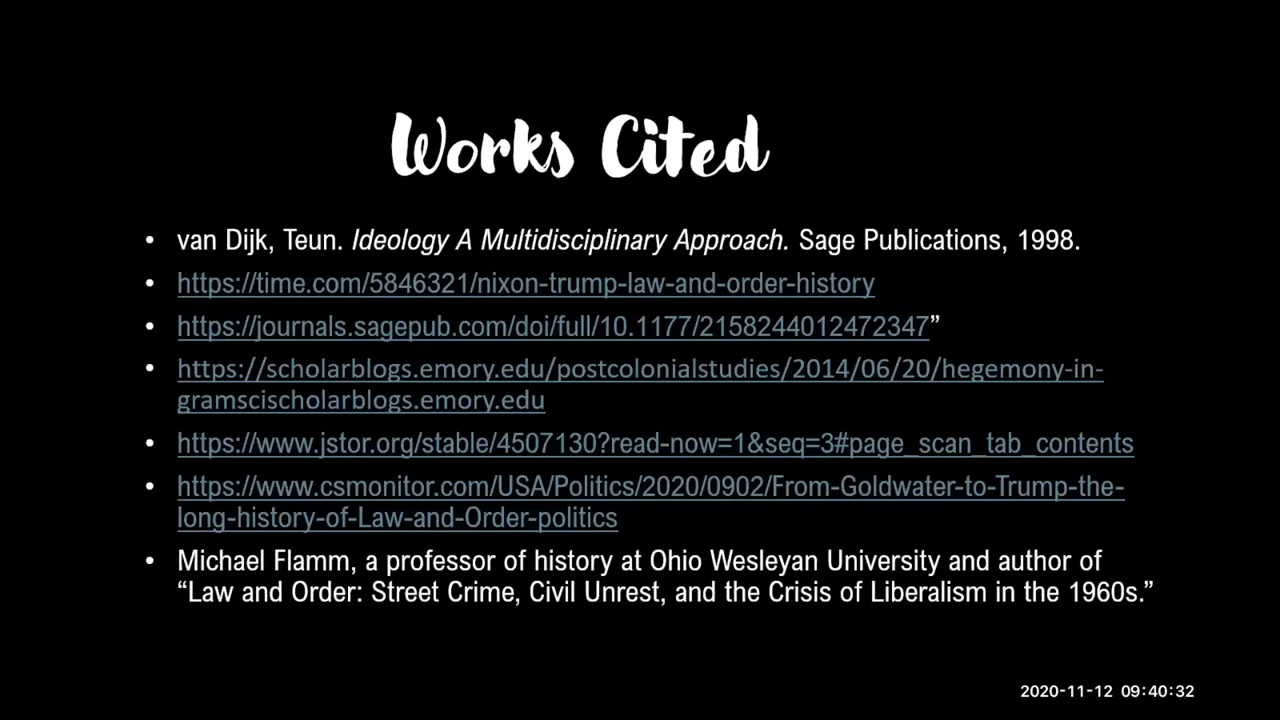 Works Cited
• van Dijk, Teun. Ideology A Multidisciplinary Approach. Sage Publications, 1998.
• https://time.com/5846321/nixon-trump-law-and-order-history
• https://journals.sagepub.com/doi/full/10.1177/2158244012472347”
• https://scholarblogs.emory.edu/postcolonialstudies/2014/06/20/hegemony-in-
gramscischolarblogs.emory.edu
• https://www.jstor.org/stable/4507130?read-now=1&seq=3#page_scan_tab_contents
• https://www.csmonitor.com/USA/Politics/2020/0902/From-Goldwater-to-Trump-the-
long-history-of-Law-and-Order-politics
• Michael Flamm, a professor of history at Ohio Wesleyan University and author of
“Law and Order: Street Crime, Civil Unrest, and the Crisis of Liberalism in the 1960s.”
2020-11-12 09:40:32